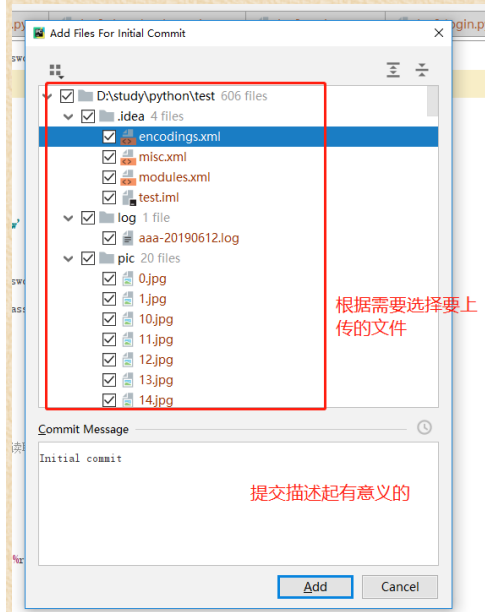 Add Files For Initial Commit
D:\study\python\test 606 files
.idea 4 files
encodings.xml
misc.xml
modules.xml
test.iml
log 1 file
aaa-20190612.log
pic 20 files
0.jpg
1.jpg
10.jpg
11.jpg
12.jpg
13.jpg
14.jpg
根据需要选择要上
传的文件
Commit Message
Initial commit
提交描述起有意义的
Add
Cancel